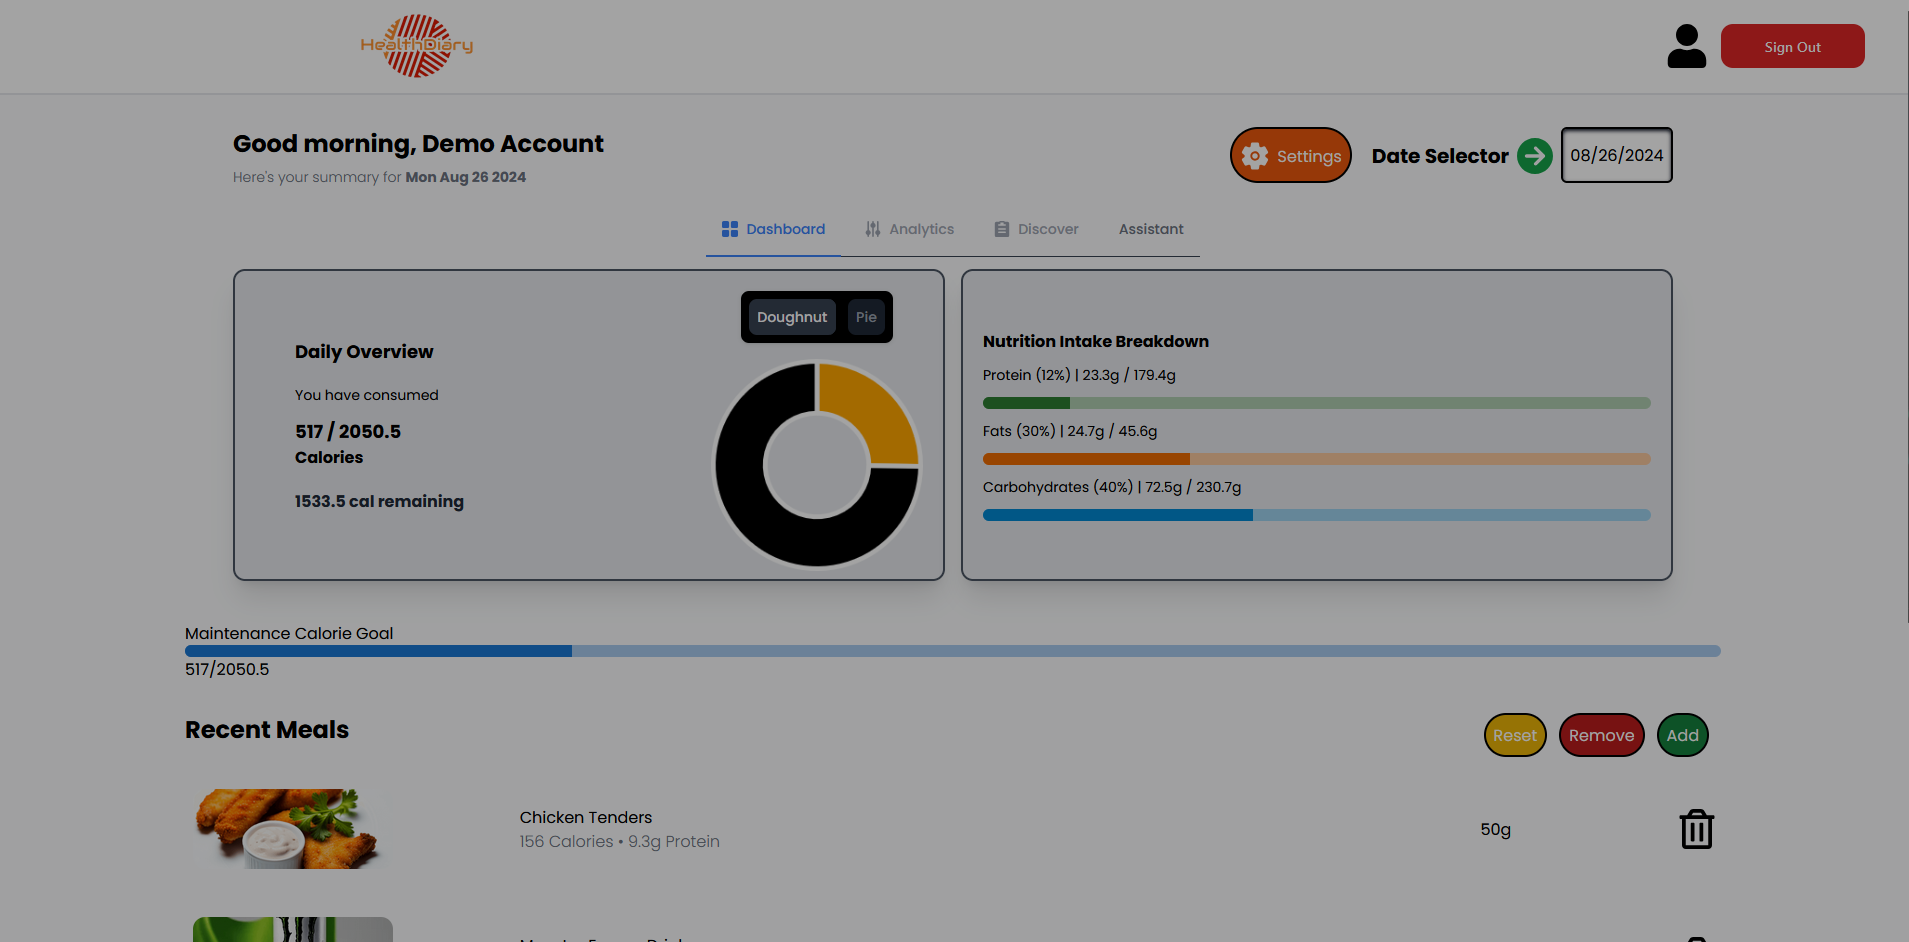 HealthDiary
Sign Out
Good morning, Demo Account
Here's your summary for Mon Aug 26 2024
Settings
Date Selector
08/26/2024
Dashboard
Analytics
Discover
Assistant
Doughnut
Pie
Daily Overview
You have consumed
517 / 2050.5
Calories
1533.5 cal remaining
Nutrition Intake Breakdown
Protein (12%) | 23.3g / 179.4g
Fats (30%) | 24.7g / 45.6g
Carbohydrates (40%) | 72.5g / 230.7g
Maintenance Calorie Goal
517/2050.5
Recent Meals
Reset
Remove
Add
Chicken Tenders
156 Calories • 9.3g Protein
50g